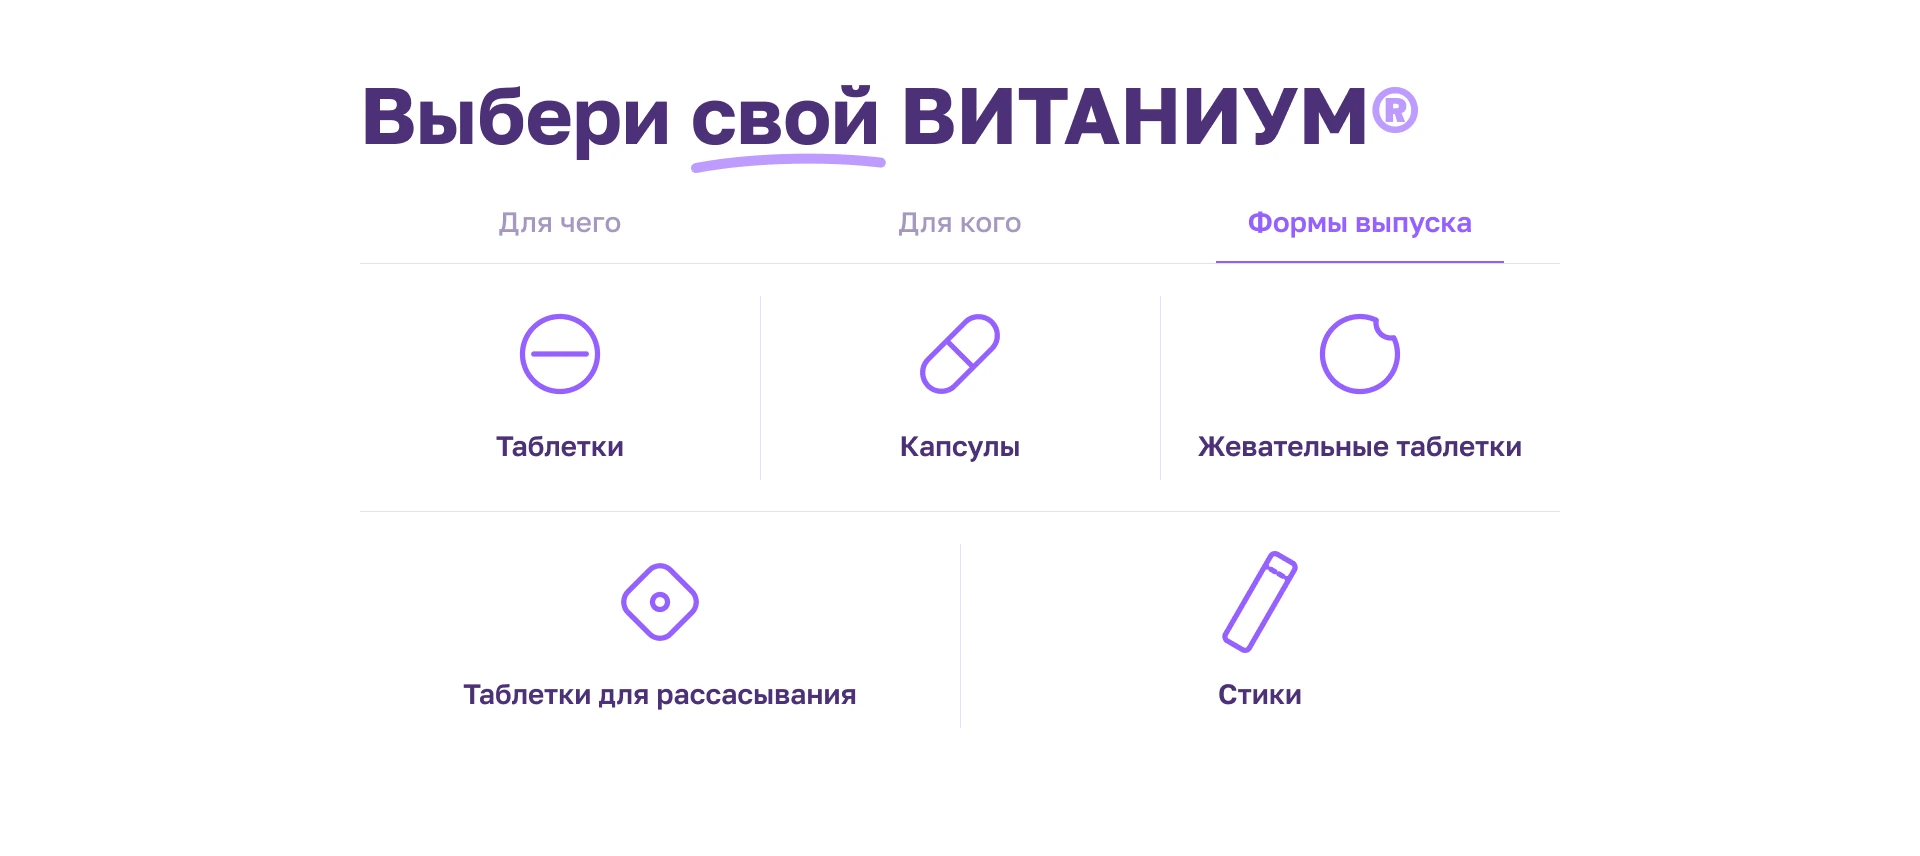 Выбери свой ВИТАНИУМ®
Для чего
Для кого
Формы выпуска
Таблетки
Капсулы
Жевательные таблетки
Таблетки для рассасывания
Стики